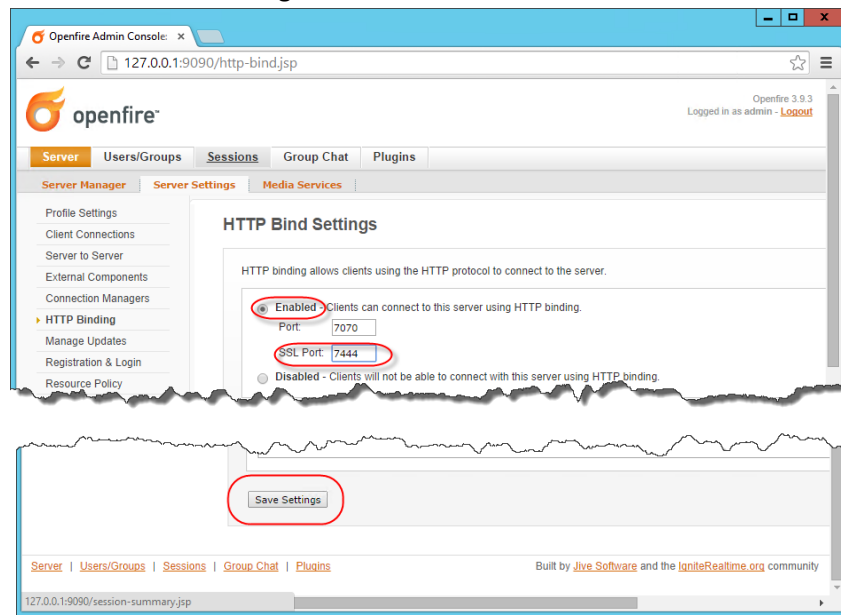 Openfire Admin Console:
127.0.0.1:9090/http-bind.jsp
openfire™
Openfire 3.9.3
Logged in as admin - Logout
Server Users/Groups Sessions Group Chat Plugins
Server Manager Server Settings Media Services
Profile Settings
Client Connections
Server to Server
External Components
Connection Managers
HTTP Binding
Manage Updates
Registration & Login
Resource Policy
HTTP Bind Settings
HTTP binding allows clients using the HTTP protocol to connect to the server.
Enabled - Clients can connect to this server using HTTP binding.
Port: 7070
SSL Port: 7444
Disabled - Clients will not be able to connect with this server using HTTP binding.
Save Settings
Server | Users/Groups | Sessions | Group Chat | Plugins
Built by Jive Software and the IgniteRealtime.org community
127.0.0.1:9090/session-summary.jsp